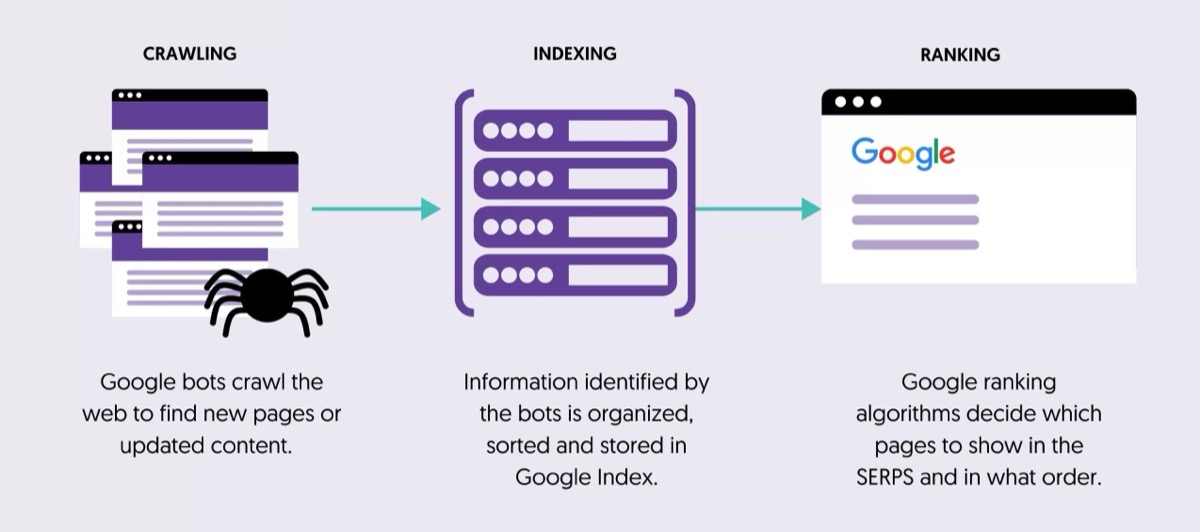 CRAWLING
Google bots crawl the
web to find new pages or
updated content.
INDEXING
Information identified by
the bots is organized,
sorted and stored in
Google Index.
RANKING
Google
Google ranking
algorithms decide which
pages to show in the
SERPS and in what order.